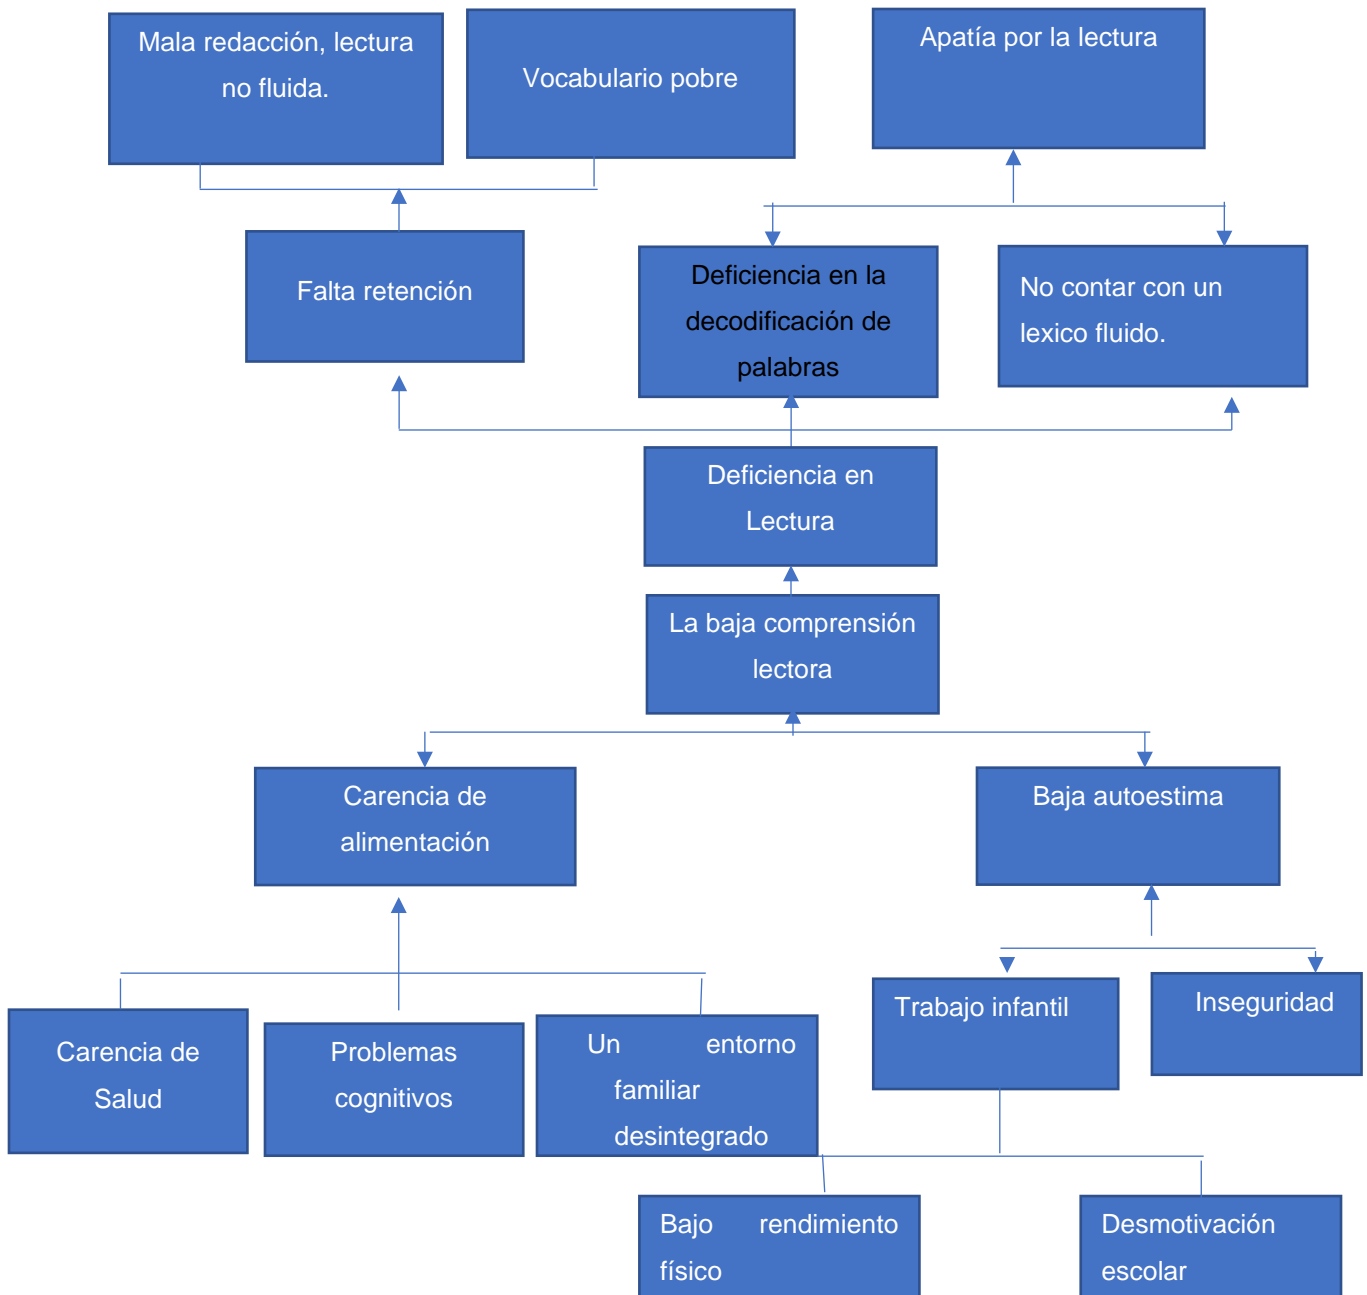 Mala redacción, lectura
no fluida.
Vocabulario pobre
Apatía por la lectura
Falta retención
Deficiencia en la
decodificación de
palabras
No contar con un
lexico fluido.
Deficiencia en
Lectura
La baja comprensión
lectora
Carencia de
alimentación
Baja autoestima
Carencia de
Salud
Problemas
cognitivos
Un entorno
familiar
desintegrado
Trabajo infantil
Inseguridad
Bajo rendimiento
físico
Desmotivación
escolar